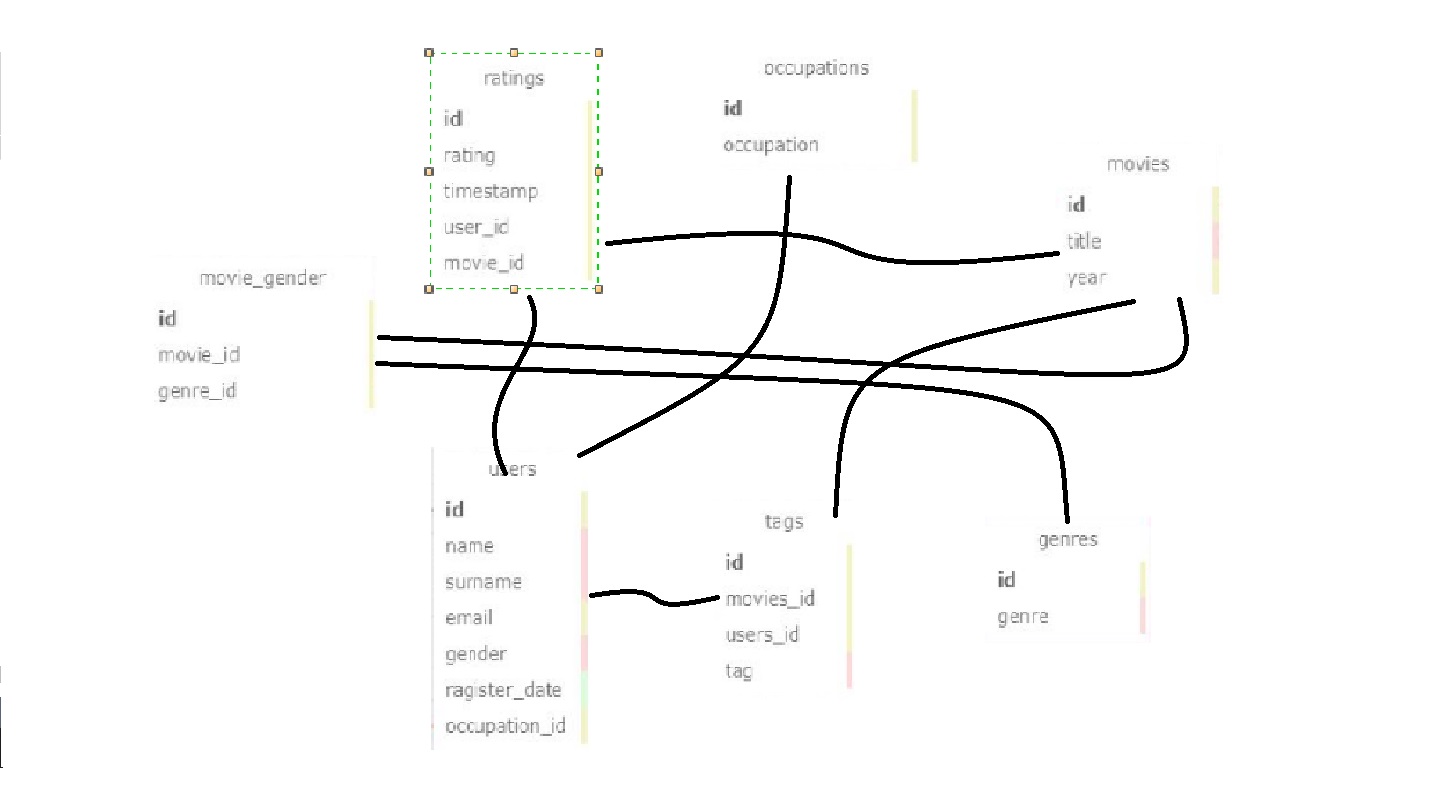 ratings
id
rating
timestamp
user_id
movie_id
occupations
id
occupation
movies
id
title
year
movie_gender
id
movie_id
genre_id
users
id
name
surname
email
gender
ragister_date
occupation_id
tags
id
movies_id
users_id
tag
genres
id
genre